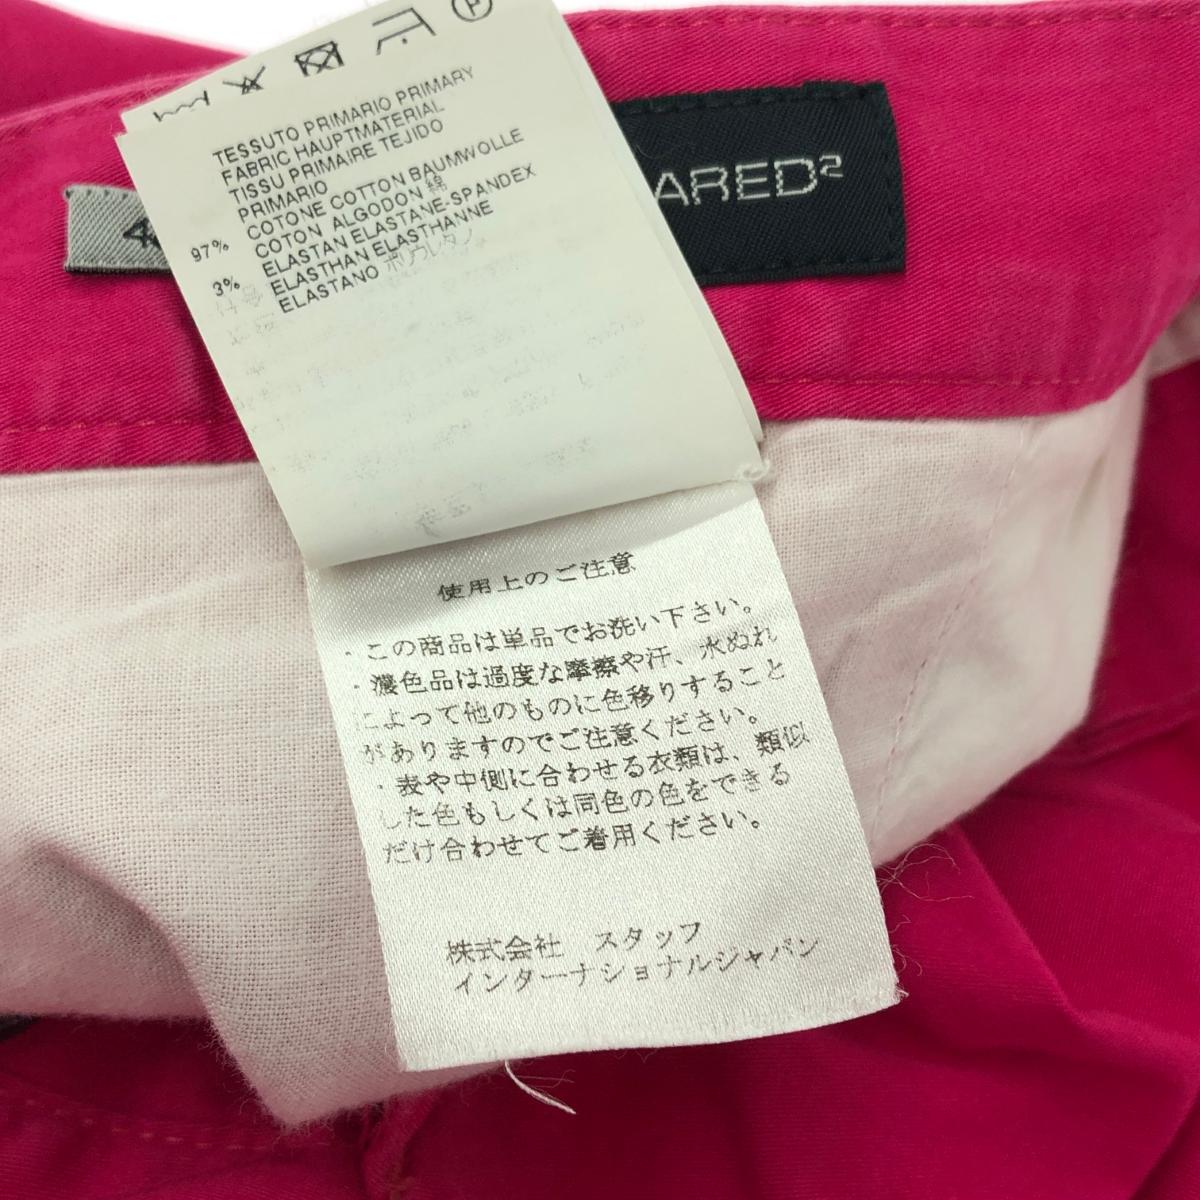 ARED2
TESSUTO PRIMARIO PRIMARY
FABRIC HAUPTMATERIAL
TISSU PRIMAIRE TEJIDO
PRIMARIO
97% COTONE COTTON BAUMWOLLE
COTON ALGODON 綿
3% ELASTAN ELASTANE-SPANDEX
ELASTHAN ELASTHANNE
ELASTANO ポリウレタン
使用上のご注意
・この商品は単品でお洗い下さい。
・濃色品は過度な摩擦や汗、水ぬれ
によって他のものに色移りすること
がありますのでご注意ください。
・表や中側に合わせる衣類は、類似
した色もしくは同色の色をできる
だけ合わせてご着用ください。
株式会社 スタッフ
インターナショナルジャパン